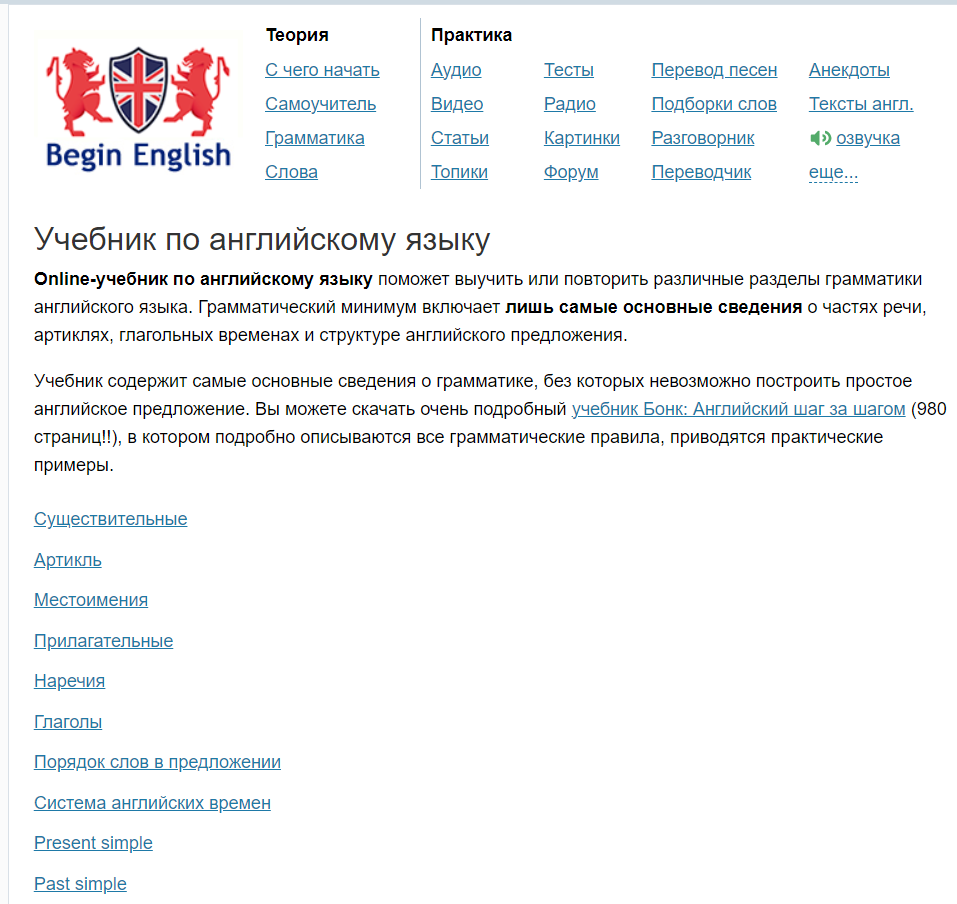 Begin English
Теория
С чего начать
Самоучитель
Грамматика
Слова
Практика
Аудио Тесты Перевод песен Анекдоты
Видео Радио Подборки слов Тексты англ.
Статьи Картинки Разговорник озвучка
Топики Форум Переводчик еще...
Учебник по английскому языку
Online-учебник по английскому языку поможет выучить или повторить различные разделы грамматики
английского языка. Грамматический минимум включает лишь самые основные сведения о частях речи,
артиклях, глагольных временах и структуре английского предложения.
Учебник содержит самые основные сведения о грамматике, без которых невозможно построить простое
английское предложение. Вы можете скачать очень подробный учебник Бонк: Английский шаг за шагом (980
страниц!!), в котором подробно описываются все грамматические правила, приводятся практические
примеры.
Существительные
Артикль
Местоимения
Прилагательные
Наречия
Глаголы
Порядок слов в предложении
Система английских времен
Present simple
Past simple